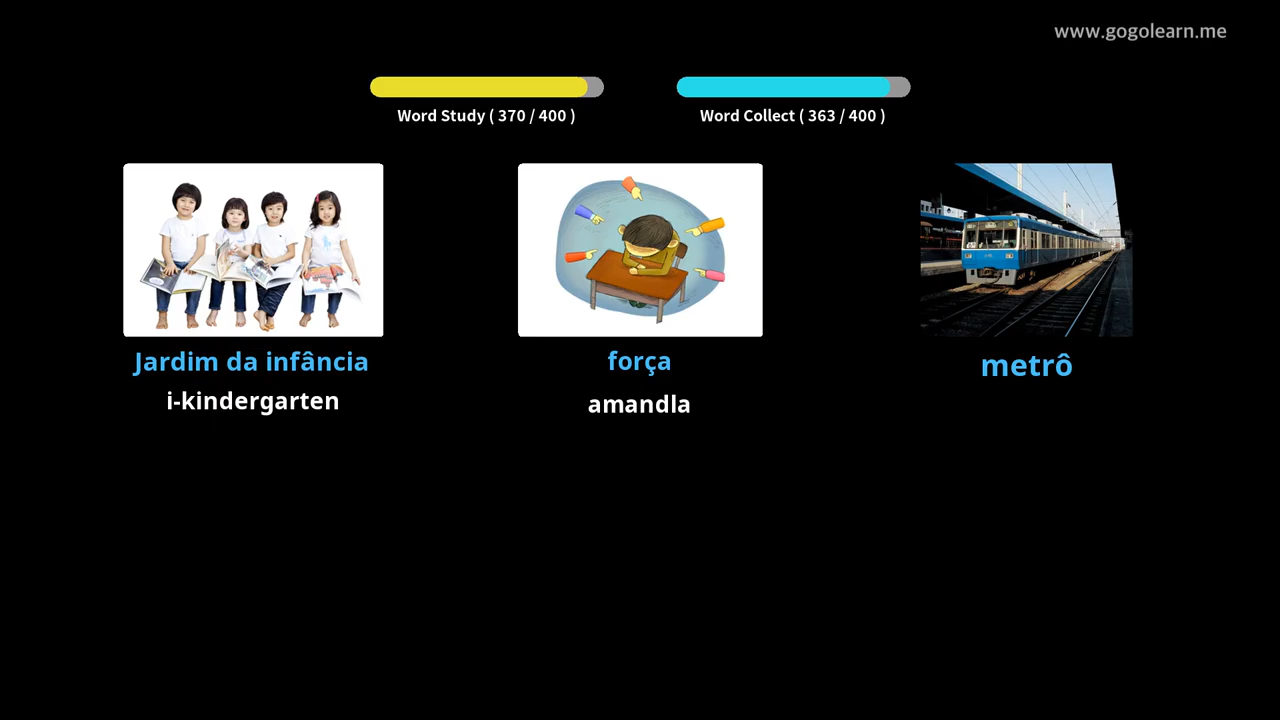 www.gogolearn.me
Word Study ( 370 / 400 )
Word Collect ( 363 / 400 )
Jardim da infância
i-kindergarten
força
amandla
metrô